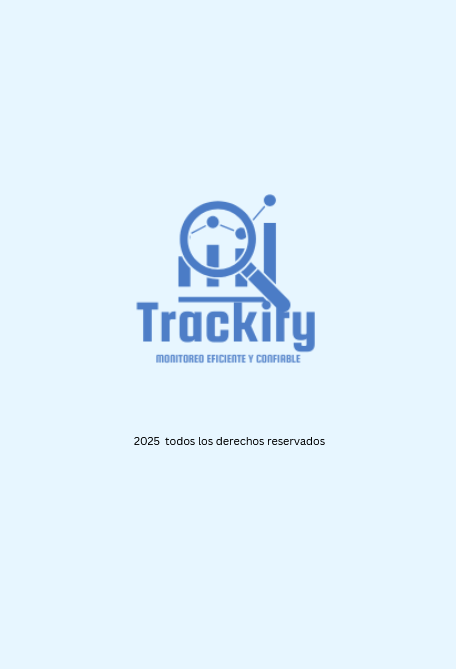 Trackify
MONITOREO EFICIENTE Y CONFIABLE
2025 todos los derechos reservados